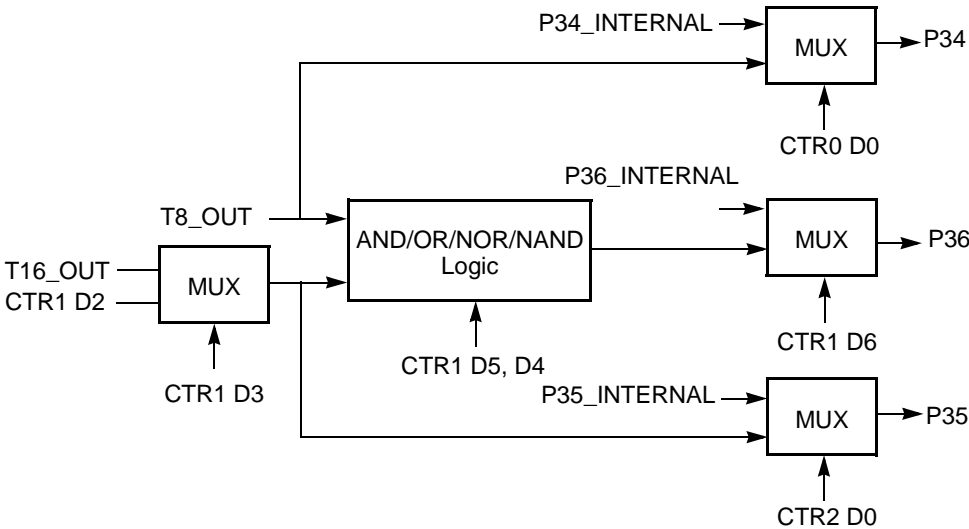 P34_INTERNAL
MUX
P34
CTR0 D0
P36_INTERNAL
T8_OUT
AND/OR/NOR/NAND
Logic
MUX
P36
T16_OUT
CTR1 D2
MUX
CTR1 D6
CTR1 D5, D4
CTR1 D3
P35_INTERNAL
MUX
P35
CTR2 D0